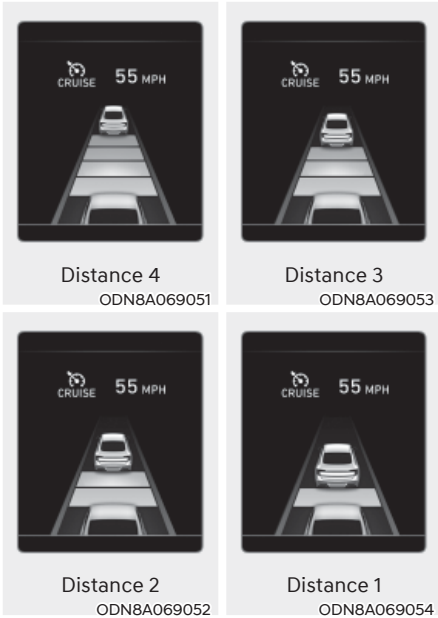 CRUISE 55 MPH
CRUISE 55 MPH
Distance 4
Distance 3
ODN8A069051
ODN8A069053
CRUISE 55 MPH
CRUISE 55 MPH
Distance 2
Distance 1
ODN8A069052
ODN8A069054